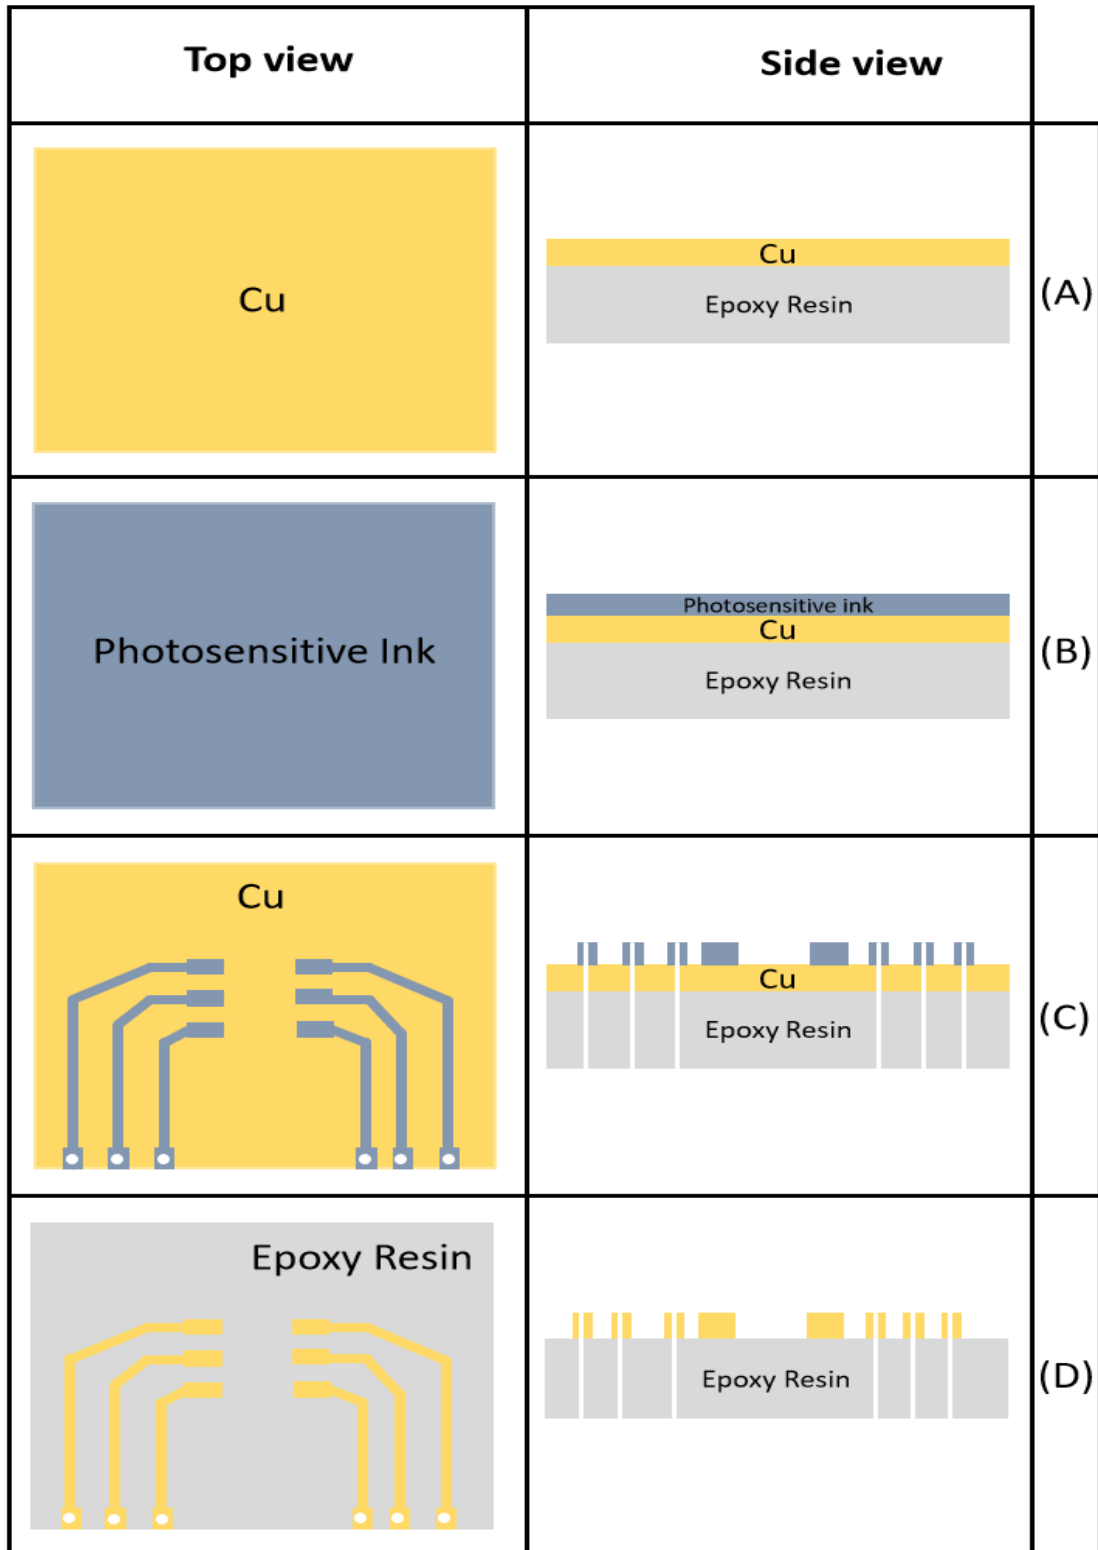 Top view
Side view
Cu
Cu
Epoxy Resin
(A)
Photosensitive Ink
Photosensitive ink
Cu
Epoxy Resin
(B)
Cu
Cu
Epoxy Resin
(C)
Epoxy Resin
Epoxy Resin
(D)